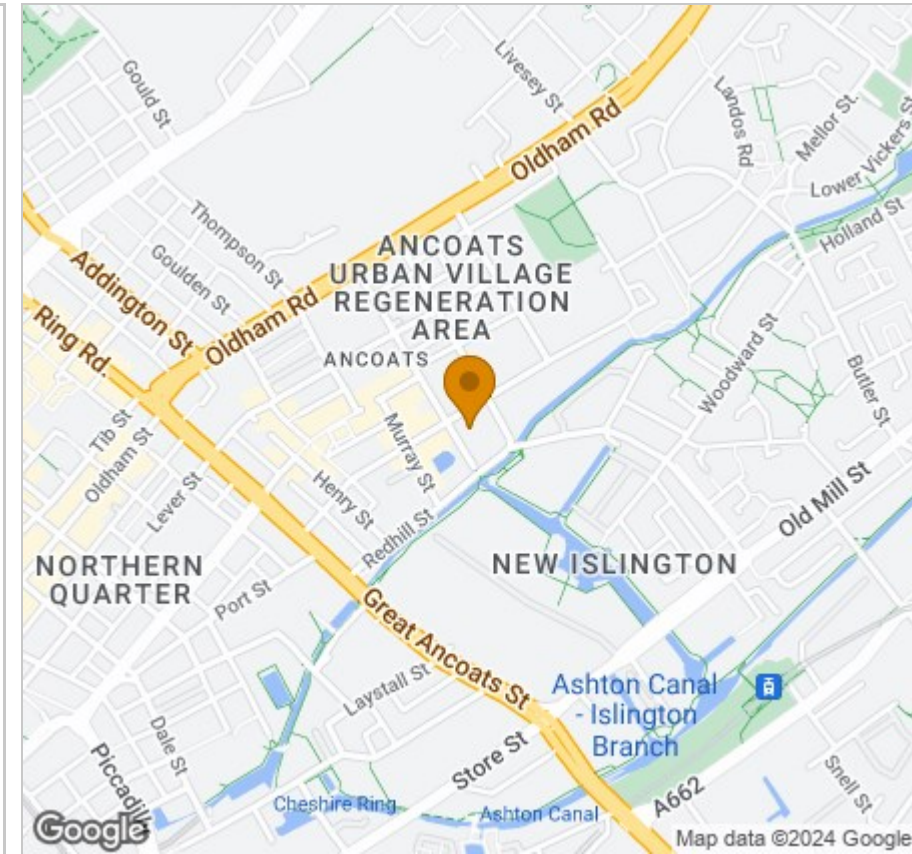 Gould St
Livesey St
Landos Rd
Mellor St
Lower Vickers St
Oldham Rd
Holland St
Thompson St
Goulden St
ANCOATS
URBAN VILLAGE
REGENERATION
AREA
Addington St
Oldham Rd
Ring Rd.
ANCOATS
Woodward St
Butler St
Tib St
Oldham St
Murray St
Lever St
Henry St
Old Mill St
Redhill St
NORTHERN
QUARTER
NEW ISLINGTON
Port St
Great Ancoats St
Laystall St
Ashton Canal
- Islington
Branch
Dale St
Store St
Piccadilly
Snell St
Cheshire Ring
Ashton Canal
A662
Google
Map data ©2024 Google